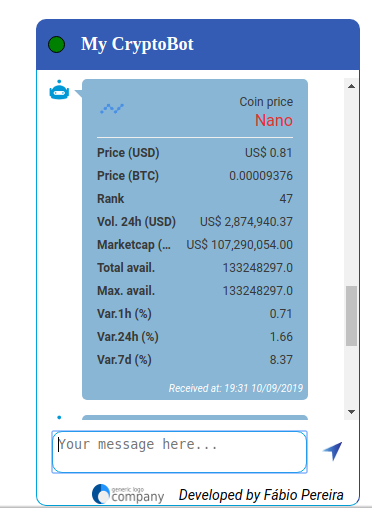 My CryptoBot
Coin price
Nano
Price (USD) US$ 0.81
Price (BTC) 0.00009376
Rank 47
Vol. 24h (USD) US$ 2,874,940.37
Marketcap (... US$ 107,290,054.00
Total avail. 133248297.0
Max. avail. 133248297.0
Var.1h (%) 0.71
Var.24h (%) 1.66
Var.7d (%) 8.37
Received at: 19:31 10/09/2019
Your message here...
generic logo
company Developed by Fábio Pereira